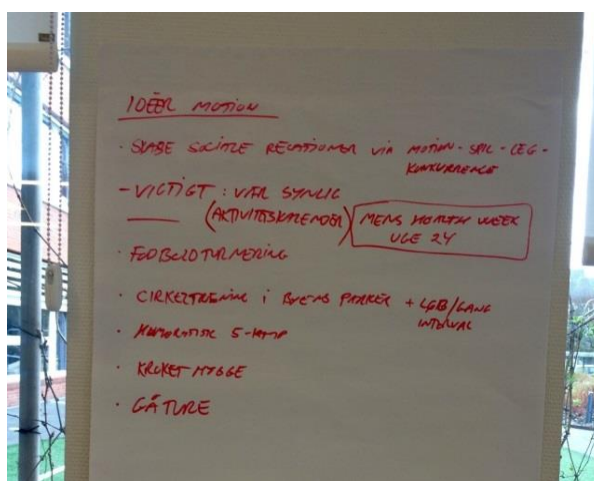 IDÉER MOTION
· SKABE SOCIALE RELATIONER VIA MOTION - SPIL - LEG -
KONKURRENCE
- VIGTIGT : VÆR SYNLIG
(AKTIVITETSKALENDER) MENS HEALTH WEEK
UGE 24
· FODBOLDTURNERING
· CIRKELTRÆNING I BYENS PARKER + LØB/GANG
INTERVAL
· HUMORISTISK 5-KAMP
· KROKET HYGGE
· GÅTURE